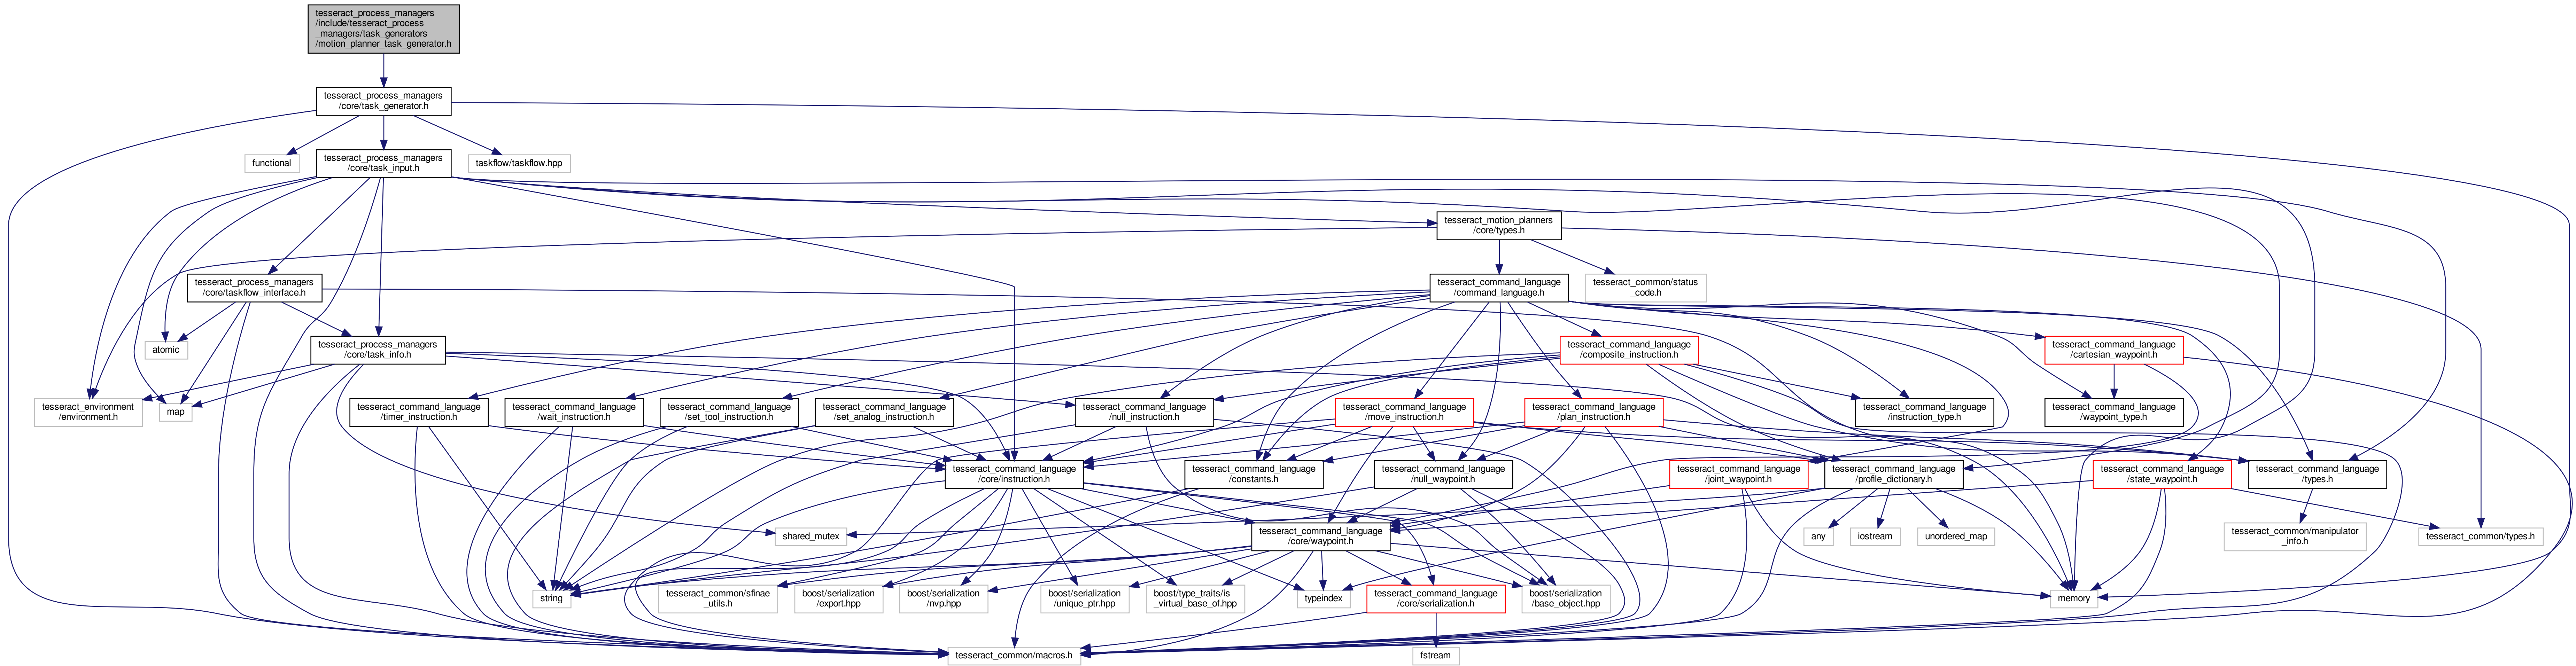 tesseract_process_managers
/include/tesseract_process
_managers/task_generators
/motion_planner_task_generator.h
tesseract_process_managers
/core/task_generator.h
functional
tesseract_process_managers
/core/task_input.h
taskflow/taskflow.hpp
tesseract_motion_planners
/core/types.h
tesseract_process_managers
/core/taskflow_interface.h
tesseract_command_language
/command_language.h
tesseract_common/status
_code.h
atomic
tesseract_process_managers
/core/task_info.h
tesseract_command_language
/composite_instruction.h
tesseract_command_language
/cartesian_waypoint.h
tesseract_environment
/environment.h
map
tesseract_command_language
/timer_instruction.h
tesseract_command_language
/wait_instruction.h
tesseract_command_language
/set_tool_instruction.h
tesseract_command_language
/set_analog_instruction.h
tesseract_command_language
/null_instruction.h
tesseract_command_language
/move_instruction.h
tesseract_command_language
/plan_instruction.h
tesseract_command_language
/instruction_type.h
tesseract_command_language
/waypoint_type.h
tesseract_command_language
/core/instruction.h
tesseract_command_language
/constants.h
tesseract_command_language
/null_waypoint.h
tesseract_command_language
/joint_waypoint.h
tesseract_command_language
/profile_dictionary.h
tesseract_command_language
/state_waypoint.h
tesseract_command_language
/types.h
shared_mutex
tesseract_command_language
/core/waypoint.h
any
iostream
unordered_map
tesseract_common/manipulator
_info.h
tesseract_common/types.h
string
tesseract_common/sfinae
_utils.h
boost/serialization
/export.hpp
boost/serialization
/nvp.hpp
boost/serialization
/unique_ptr.hpp
boost/type_traits/is
_virtual_base_of.hpp
typeindex
tesseract_command_language
/core/serialization.h
boost/serialization
/base_object.hpp
memory
tesseract_common/macros.h
fstream